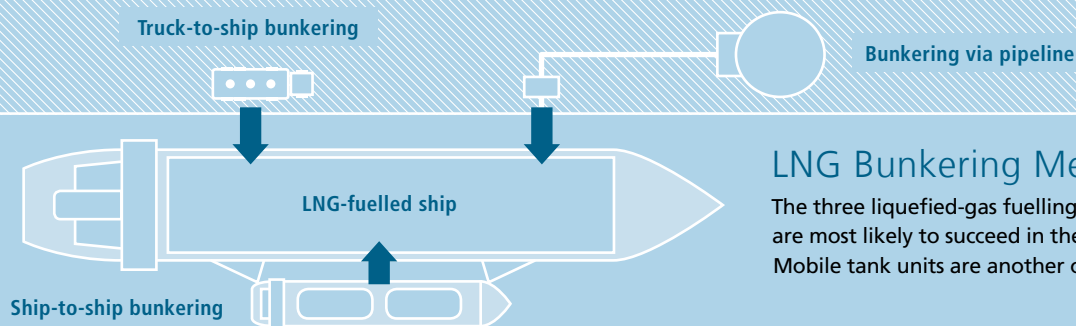 Truck-to-ship bunkering
Bunkering via pipeline
LNG-fuelled ship
Ship-to-ship bunkering
LNG Bunkering
The three liquefied-gas fuelling
are most likely to succeed in the
Mobile tank units are another